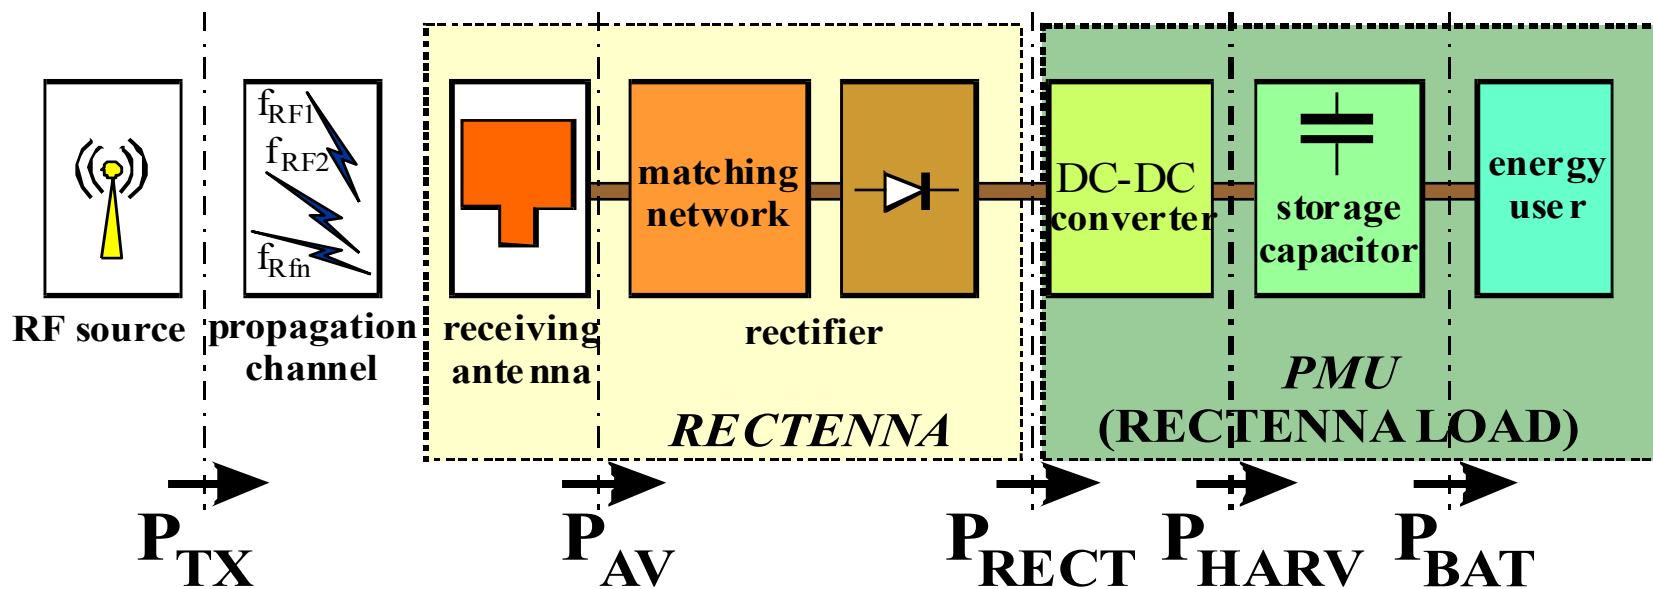 f_RF1
f_RF2
f_Rfn
RF source
propagation
channel
receiving
antenna
matching
network
rectifier
RECTENNA
DC-DC
converter
storage
capacitor
energy
user
PMU
(RECTENNA LOAD)
P_TX
P_AV
P_RECT
P_HARV
P_BAT